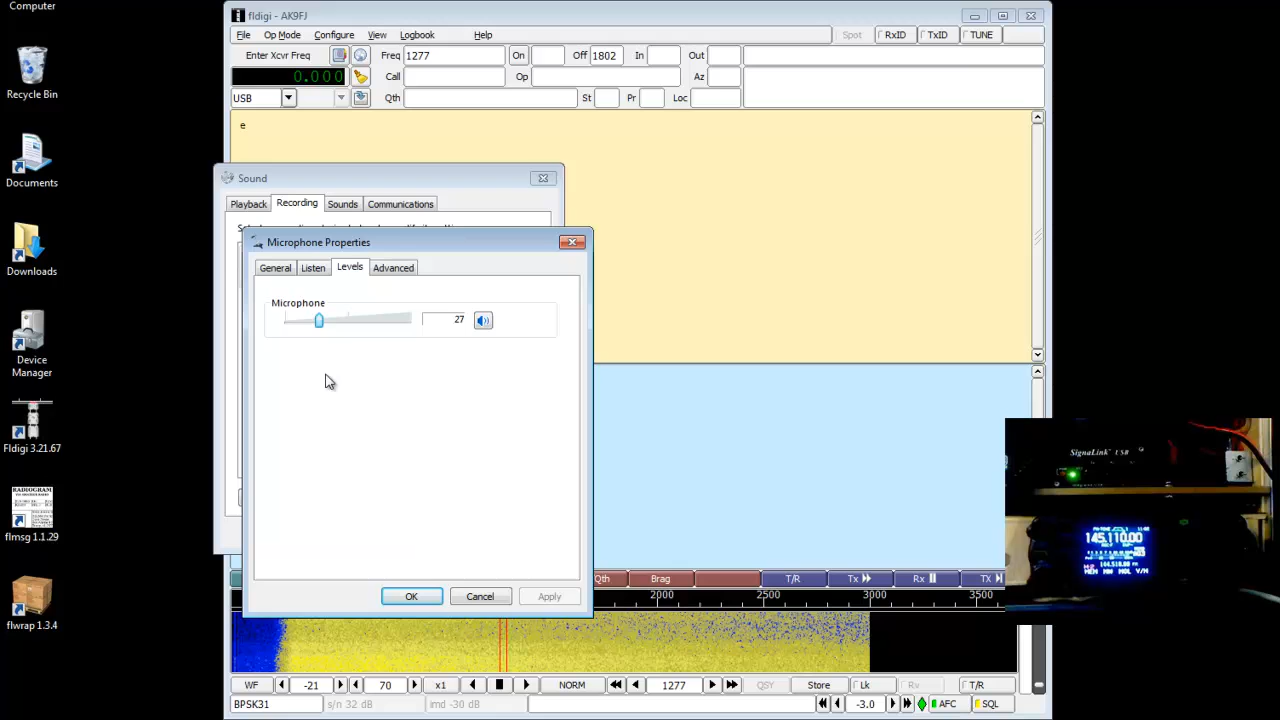 Computer
Recycle Bin
Documents
Downloads
Device
Manager
Fldigi 3.21.67
RADIOGRAM
flmsg 1.1.29
flwrap 1.3.4
fldigi - AK9FJ
File Op Mode Configure View Logbook Help
Spot RxID TxID TUNE
Enter Xcvr Freq Freq 1277 On Off 1802 In Out
0.000 Call Op Az
USB Qth St Pr Loc
e
Sound
Playback Recording Sounds Communications
Microphone Properties
General Listen Levels Advanced
Microphone
27
OK Cancel Apply
Qth Brag T/R Tx Rx TX
2000 2500 3000 3500
WF -21 70 x1 NORM 1277 QSY Store Lk Rv T/R
BPSK31 s/n 32 dB imd -30 dB -3.0 AFC SQL
SignaLink USB
145.110.00